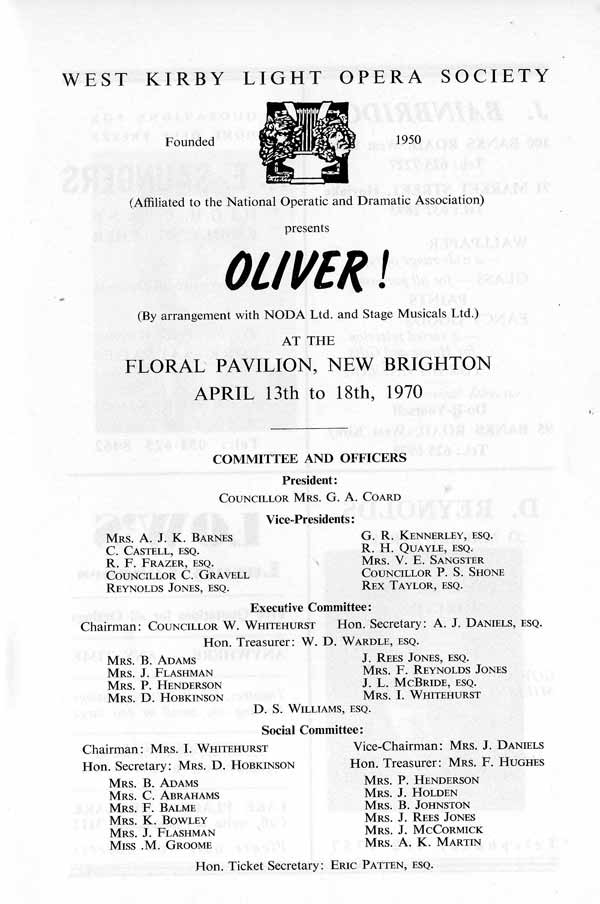 WEST KIRBY LIGHT OPERA SOCIETY
Founded 1950
(Affiliated to the National Operatic and Dramatic Association)
presents
OLIVER!
(By arrangement with NODA Ltd. and Stage Musicals Ltd.)
AT THE
FLORAL PAVILION, NEW BRIGHTON
APRIL 13th to 18th, 1970
COMMITTEE AND OFFICERS
President:
COUNCILLOR MRS. G. A. COARD
Vice-Presidents:
MRS. A. J. K. BARNES
C. CASTELL, ESQ.
R. F. FRAZER, ESQ.
COUNCILLOR C. GRAVELL
REYNOLDS JONES, ESQ.
G. R. KENNERLEY, ESQ.
R. H. QUAYLE, ESQ.
MRS. V. E. SANGSTER
COUNCILLOR P. S. SHONE
REX TAYLOR, ESQ.
Executive Committee:
Chairman: COUNCILLOR W. WHITEHURST Hon. Secretary: A. J. DANIELS, ESQ.
Hon. Treasurer: W. D. WARDLE, ESQ.
MRS. B. ADAMS
MRS. J. FLASHMAN
MRS. P. HENDERSON
MRS. D. HOBKINSON
J. REES JONES, ESQ.
MRS. F. REYNOLDS JONES
J. L. MCBRIDE, ESQ.
MRS. I. WHITEHURST
D. S. WILLIAMS, ESQ.
Social Committee:
Chairman: MRS. I. WHITEHURST Vice-Chairman: MRS. J. DANIELS
Hon. Secretary: MRS. D. HOBKINSON Hon. Treasurer: MRS. F. HUGHES
MRS. B. ADAMS
MRS. C. ABRAHAMS
MRS. F. BALME
MRS. K. BOWLEY
MRS. J. FLASHMAN
MISS .M. GROOME
MRS. P. HENDERSON
MRS. J. HOLDEN
MRS. B. JOHNSTON
MRS. J. REES JONES
MRS. J. MCCORMICK
MRS. A. K. MARTIN
Hon. Ticket Secretary: ERIC PATTEN, ESQ.